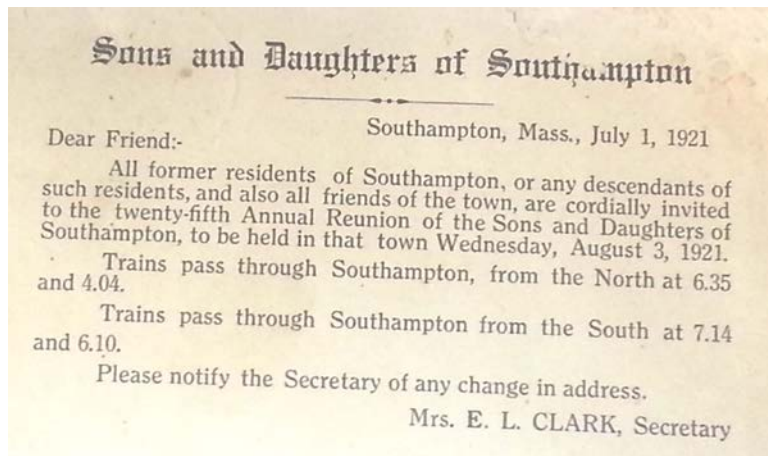 Sons and Daughters of Southampton
Southampton, Mass., July 1, 1921
Dear Friend:-
All former residents of Southampton, or any descendants of
such residents, and also all friends of the town, are cordially invited
to the twenty-fifth Annual Reunion of the Sons and Daughters of
Southampton, to be held in that town Wednesday, August 3, 1921.
Trains pass through Southampton, from the North at 6.35
and 4.04.
Trains pass through Southampton from the South at 7.14
and 6.10.
Please notify the Secretary of any change in address.
Mrs. E. L. CLARK, Secretary